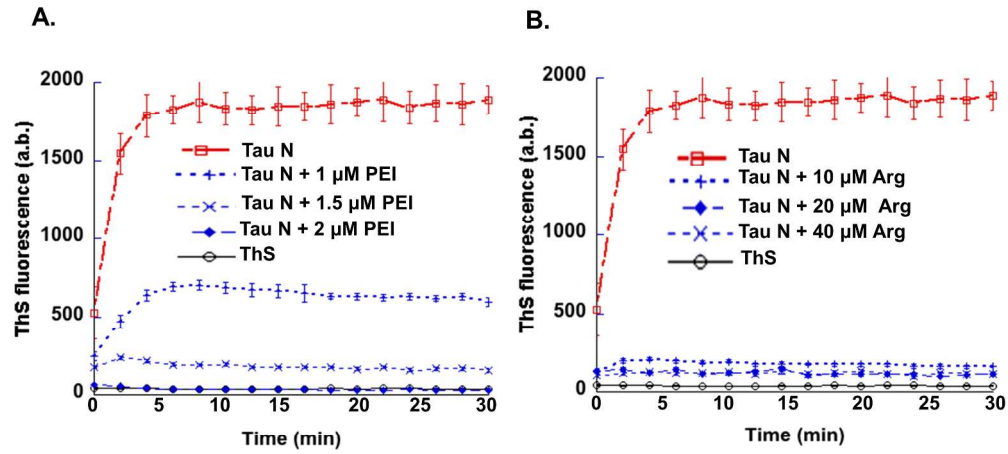 A.
ThS fluorescence (a.b.)
2000
1500
1000
500
0
Tau N
Tau N + 1 µM PEI
Tau N + 1.5 µM PEI
Tau N + 2 µM PEI
ThS
0 5 10 15 20 25 30
Time (min)
B.
ThS fluorescence (a.b.)
2000
1500
1000
500
0
Tau N
Tau N + 10 µM Arg
Tau N + 20 µM Arg
Tau N + 40 µM Arg
ThS
0 5 10 15 20 25 30
Time (min)